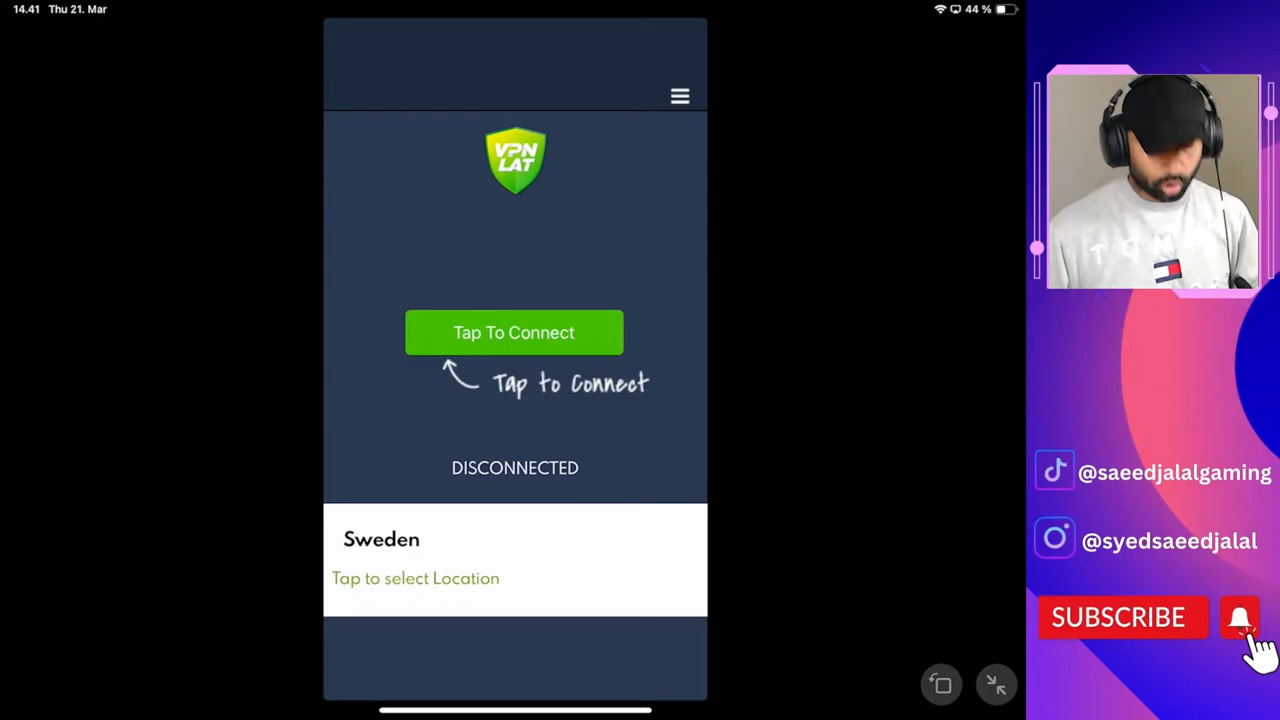 14.41 Thu 21. Mar
44 %
VPN
LAT
Tap To Connect
Tap to Connect
DISCONNECTED
Sweden
Tap to select Location
@saeedjalalgaming
@syedsaeedjalal
SUBSCRIBE